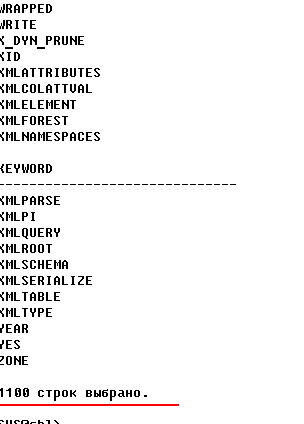 WRAPPED
WRITE
X_DYN_PRUNE
XID
XMLATTRIBUTES
XMLCOLATTVAL
XMLELEMENT
XMLFOREST
XMLNAMESPACES
KEYWORD
------------------------------
XMLPARSE
XMLPI
XMLQUERY
XMLROOT
XMLSCHEMA
XMLSERIALIZE
XMLTABLE
XMLTYPE
YEAR
YES
ZONE
1100 строк выбрано.